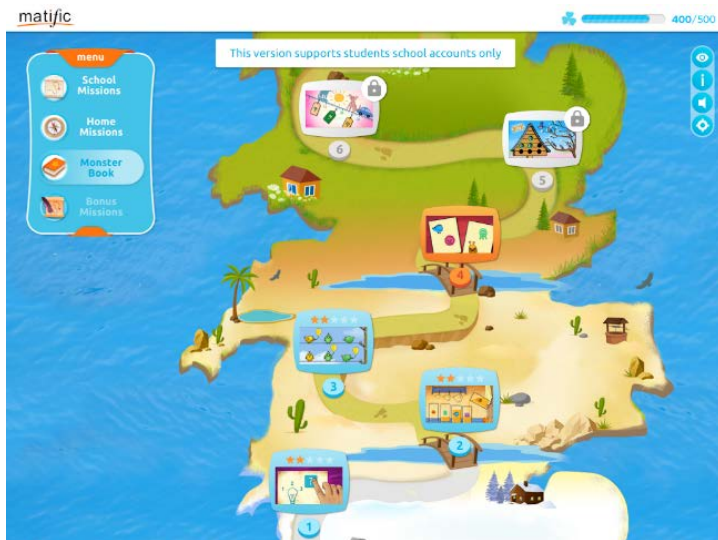 matific
400/500
This version supports students school accounts only
menu
School
Missions
Home
Missions
Monster
Book
Bonus
Missions
6
5
4
3
2
1